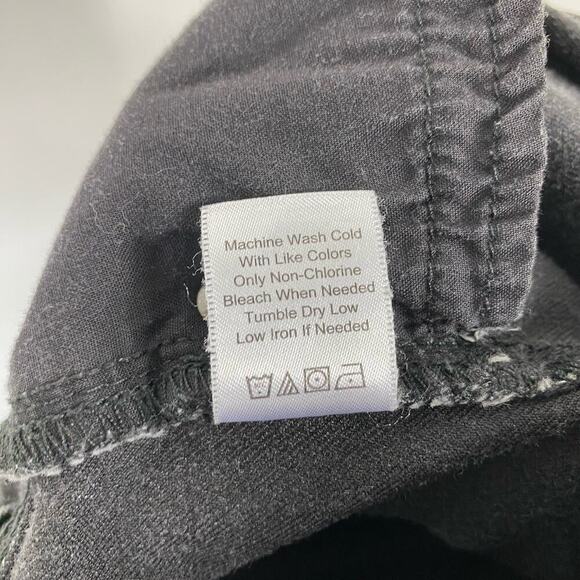 Machine Wash Cold
With Like Colors
Only Non-Chlorine
Bleach When Needed
Tumble Dry Low
Low Iron If Needed